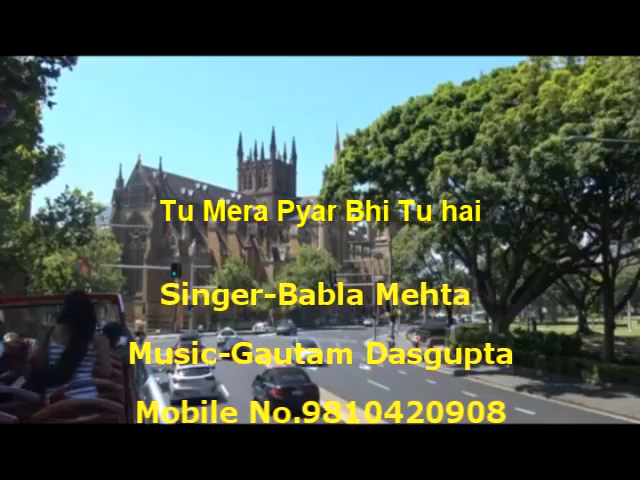 Tu Mera Pyar Bhi Tu hai
Singer-Babla Mehta
Music-Gautam Dasgupta
Mobile No.9810420908